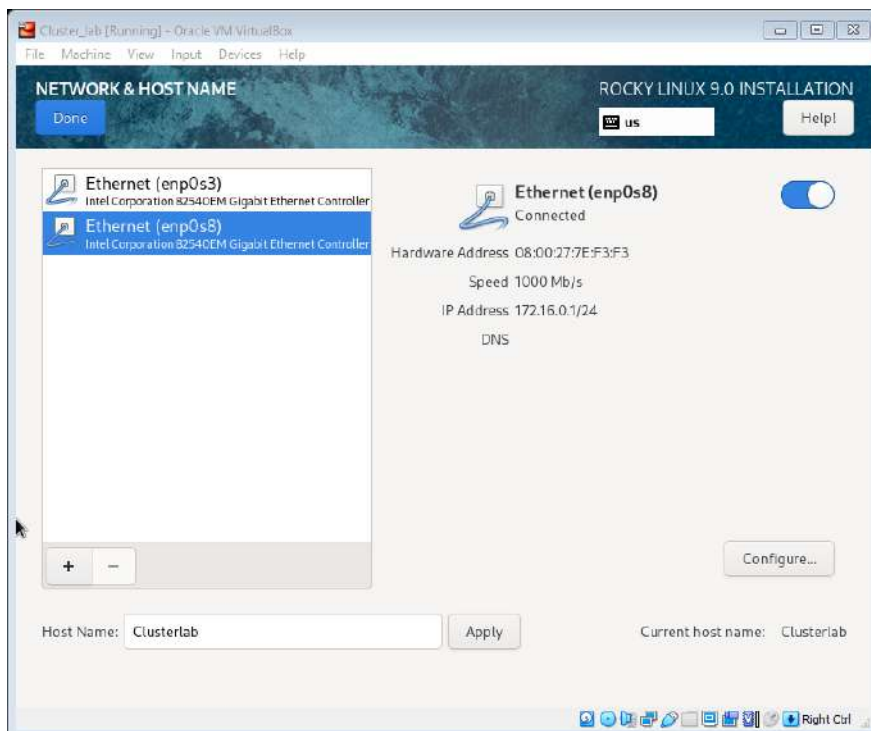 Cluster_lab [Running] - Oracle VM VirtualBox
File Machine View Input Devices Help
NETWORK & HOST NAME
ROCKY LINUX 9.0 INSTALLATION
Done
us
Help!
Ethernet (enp0s3)
Intel Corporation 82540EM Gigabit Ethernet Controller
Ethernet (enp0s8)
Intel Corporation 82540EM Gigabit Ethernet Controller
Ethernet (enp0s8)
Connected
Hardware Address 08:00:27:7E:F3:F3
Speed 1000 Mb/s
IP Address 172.16.0.1/24
DNS
+ −
Configure...
Host Name: Clusterlab
Apply
Current host name: Clusterlab
Right Ctrl